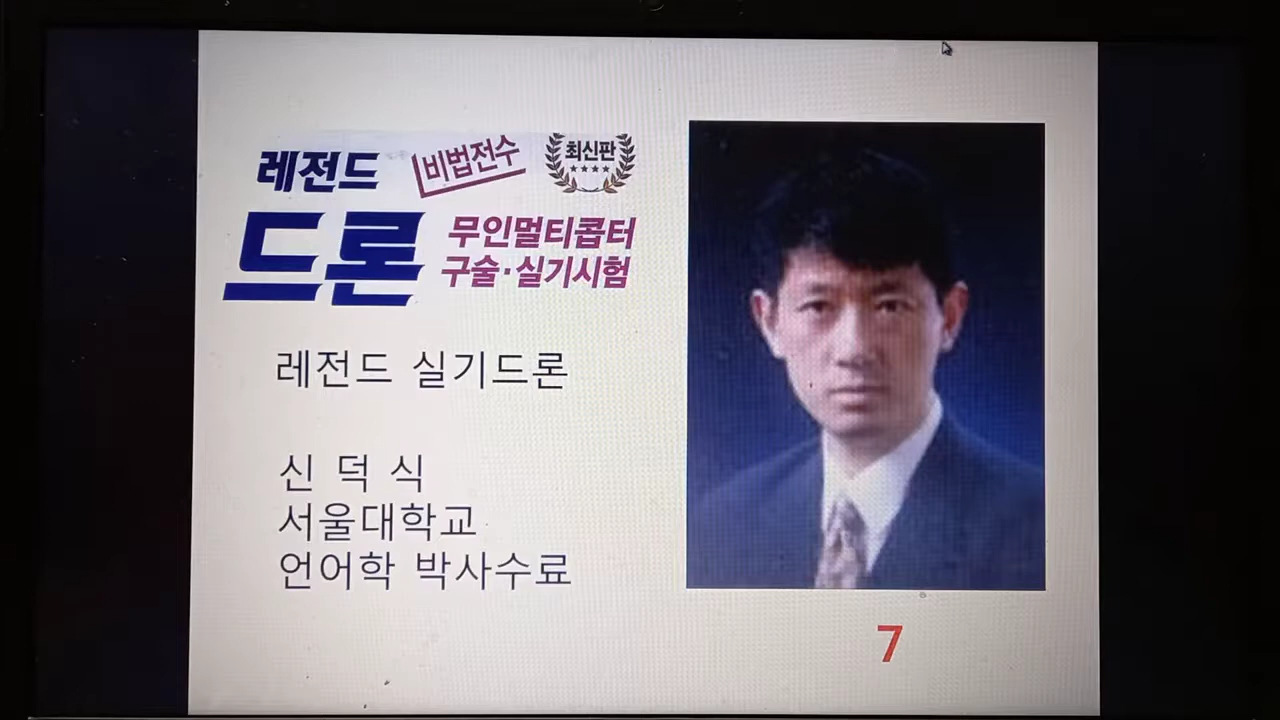 레전드 비법전수 최신판
드론 무인멀티콥터
구술·실기시험
레전드 실기드론
신 덕 식
서울대학교
언어학 박사수료
7